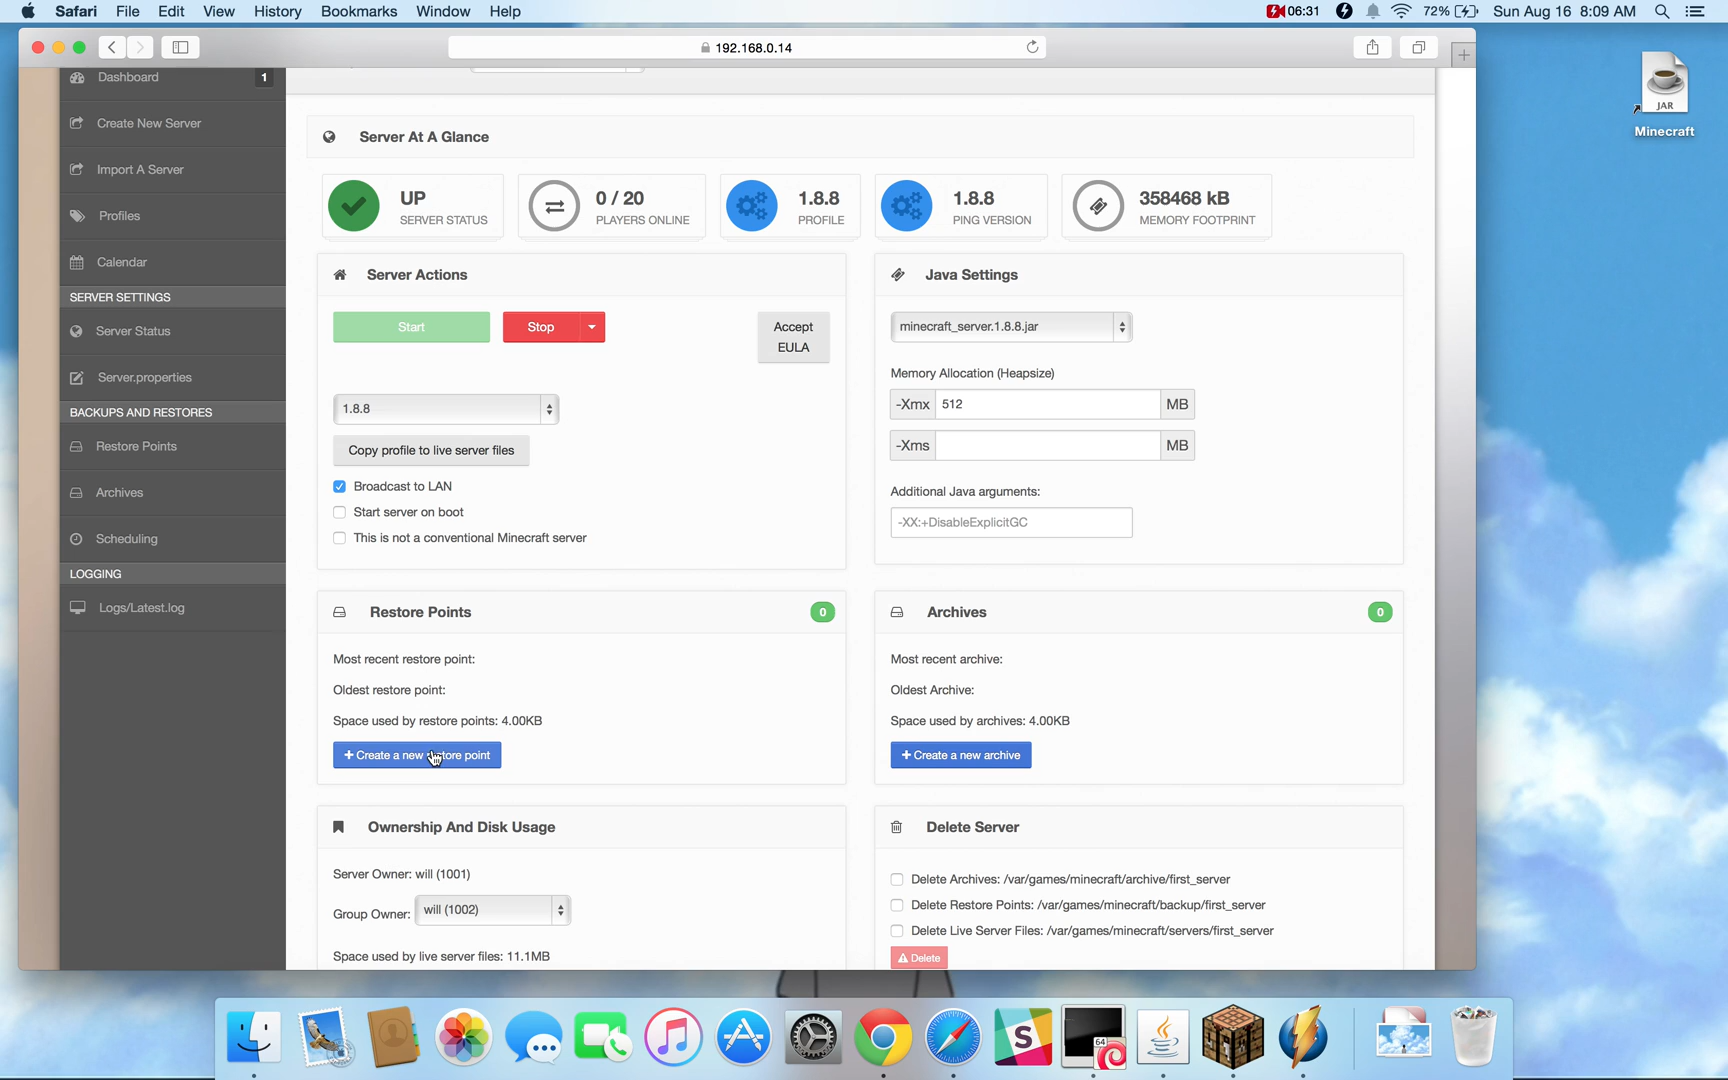 Safari File Edit View History Bookmarks Window Help 06:31 72% Sun Aug 16 8:09 AM
192.168.0.14
Dashboard 1
Create New Server
Import A Server
Profiles
Calendar
SERVER SETTINGS
Server Status
Server.properties
BACKUPS AND RESTORES
Restore Points
Archives
Scheduling
LOGGING
Logs/Latest.log
Server At A Glance
UP
SERVER STATUS
0 / 20
PLAYERS ONLINE
1.8.8
PROFILE
1.8.8
PING VERSION
358468 kB
MEMORY FOOTPRINT
Server Actions
Start
Stop
Accept
EULA
1.8.8
Copy profile to live server files
Broadcast to LAN
Start server on boot
This is not a conventional Minecraft server
Java Settings
minecraft_server.1.8.8.jar
Memory Allocation (Heapsize)
-Xmx 512 MB
-Xms MB
Additional Java arguments:
-XX:+DisableExplicitGC
Restore Points 0
Most recent restore point:
Oldest restore point:
Space used by restore points: 4.00KB
+ Create a new restore point
Archives 0
Most recent archive:
Oldest Archive:
Space used by archives: 4.00KB
+ Create a new archive
Ownership And Disk Usage
Server Owner: will (1001)
Group Owner: will (1002)
Space used by live server files: 11.1MB
Delete Server
Delete Archives: /var/games/minecraft/archive/first_server
Delete Restore Points: /var/games/minecraft/backup/first_server
Delete Live Server Files: /var/games/minecraft/servers/first_server
Delete
JAR
Minecraft
64